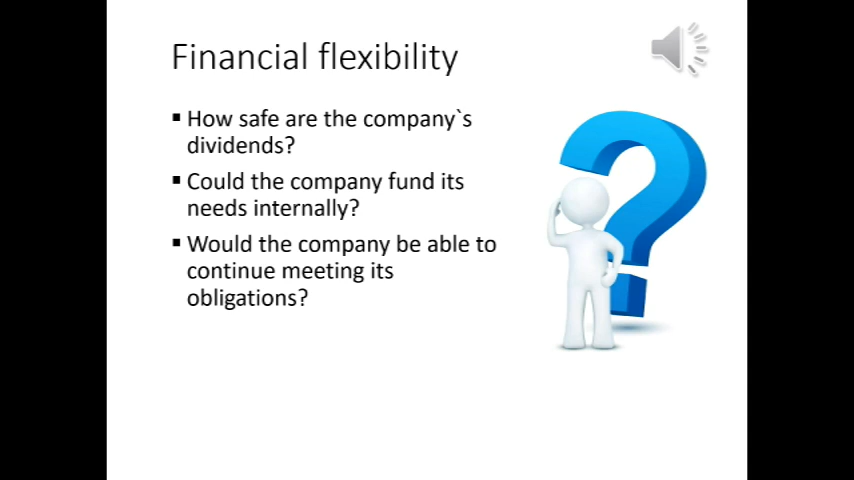 Financial flexibility
▪ How safe are the company`s
dividends?
▪ Could the company fund its
needs internally?
▪ Would the company be able to
continue meeting its
obligations?